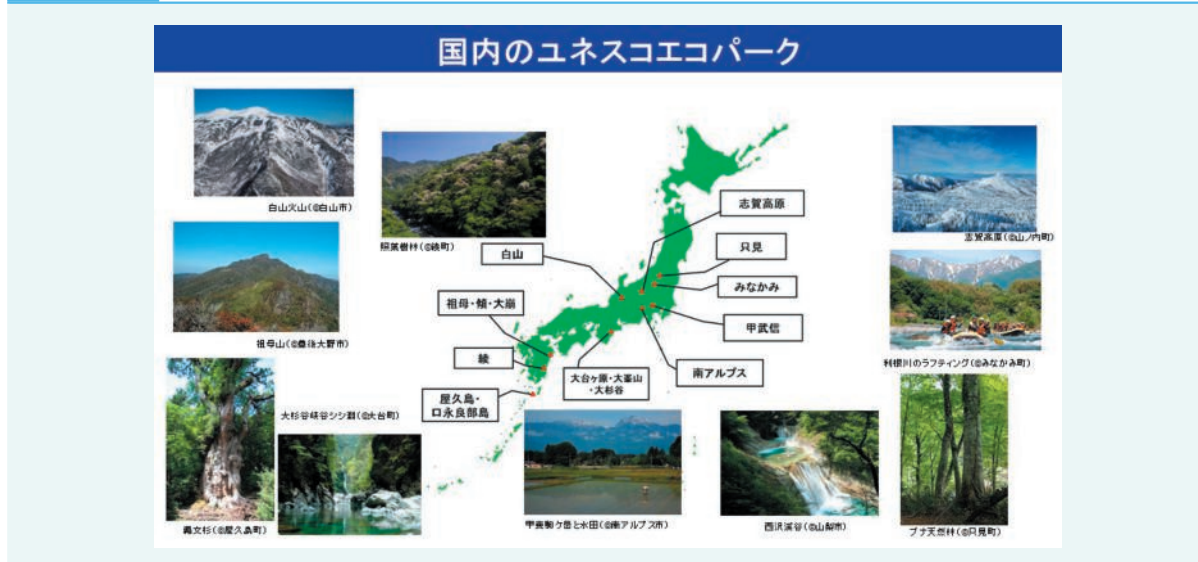 国内のユネスコエコパーク
白山火山(©白山市)
照葉樹林(©綾町)
志賀高原(©山ノ内町)
祖母山(©豊後大野市)
利根川のラフティング(©みなかみ町)
志賀高原
只見
みなかみ
甲武信
南アルプス
白山
祖母・傾・大崩
綾
屋久島・
口永良部島
大台ヶ原・大峯山
・大杉谷
縄文杉(©屋久島町)
大杉谷峡谷シシ淵(©大台町)
甲斐駒ケ岳と水田(©南アルプス市)
西沢渓谷(©山梨市)
ブナ天然林(©只見町)